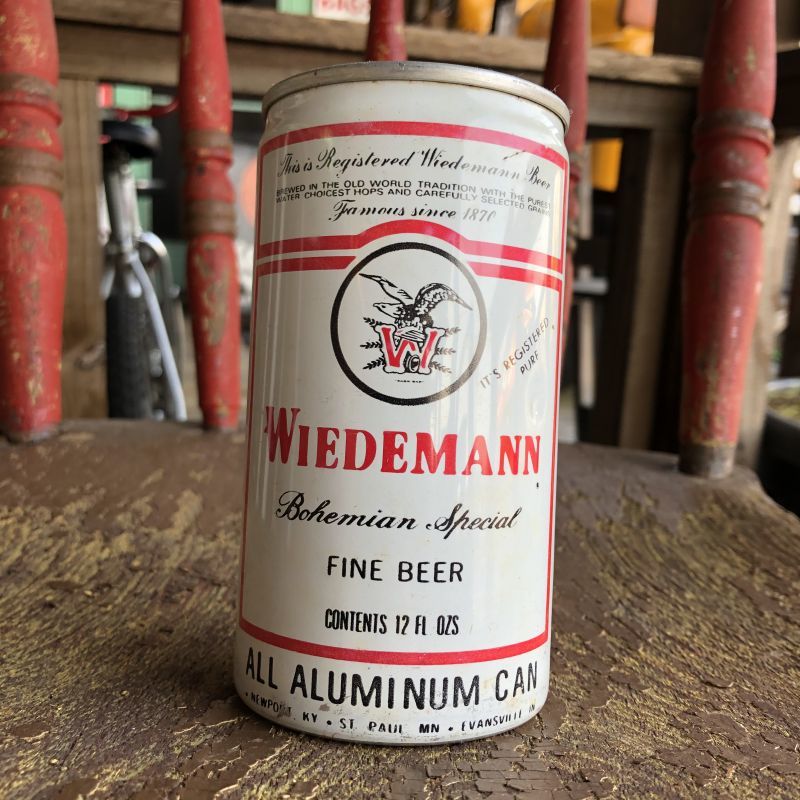 This is Registered Wiedemann Beer
BREWED IN THE OLD WORLD TRADITION WITH THE PUREST
WATER CHOICEST HOPS AND CAREFULLY SELECTED GRAINS
Famous since 1870
W
IT'S REGISTERED
PURE
WIEDEMANN
Bohemian Special
FINE BEER
CONTENTS 12 FL OZS
ALL ALUMINUM CAN
• NEWPORT, KY • ST. PAUL, MN • EVANSVILLE IN